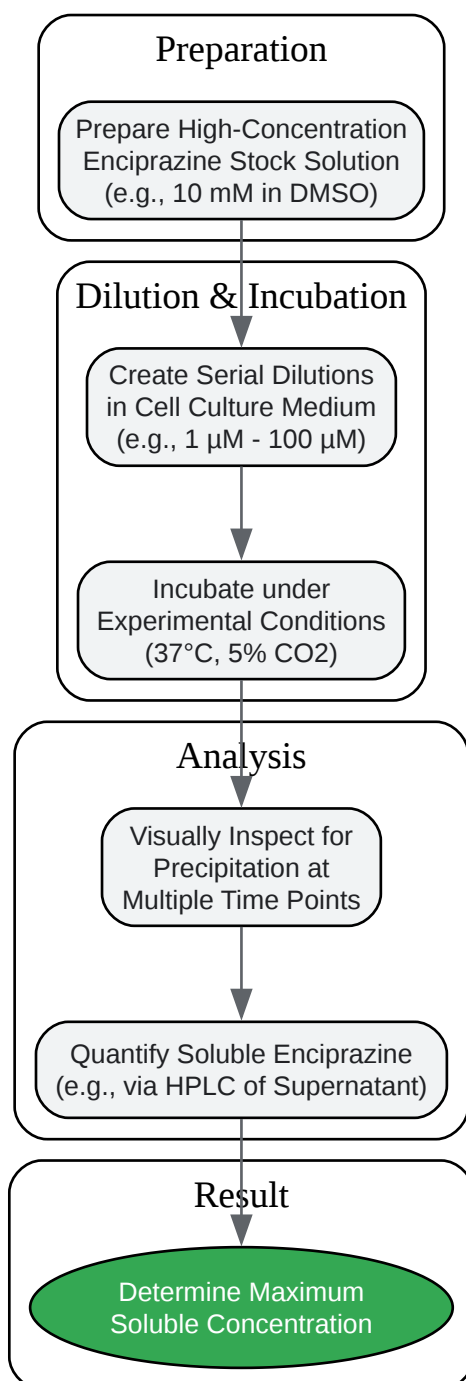 Preparation
Prepare High-Concentration
Enciprazine Stock Solution
(e.g., 10 mM in DMSO)
Dilution & Incubation
Create Serial Dilutions
in Cell Culture Medium
(e.g., 1 µM - 100 µM)
Incubate under
Experimental Conditions
(37°C, 5% CO2)
Analysis
Visually Inspect for
Precipitation at
Multiple Time Points
Quantify Soluble Enciprazine
(e.g., via HPLC of Supernatant)
Result
Determine Maximum
Soluble Concentration